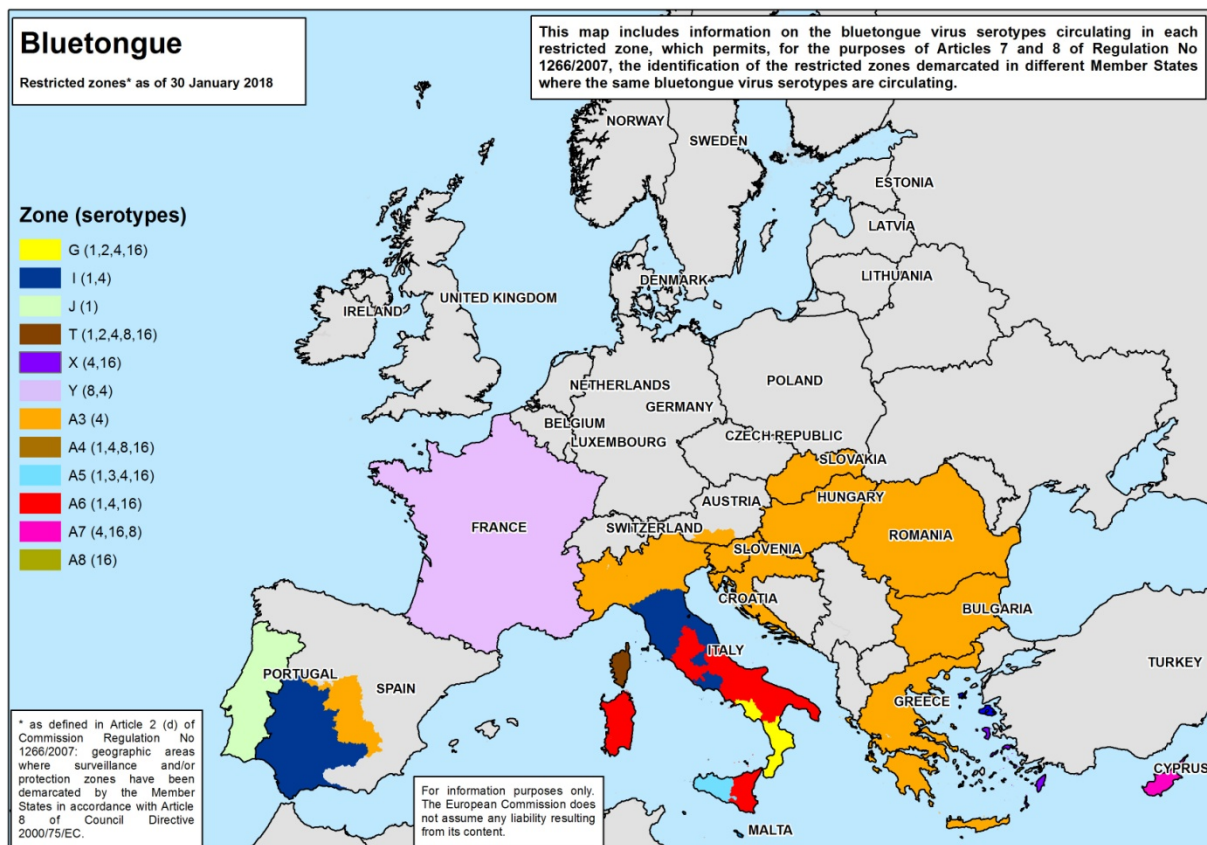 Bluetongue
Restricted zones* as of 30 January 2018
This map includes information on the bluetongue virus serotypes circulating in each
restricted zone, which permits, for the purposes of Articles 7 and 8 of Regulation No
1266/2007, the identification of the restricted zones demarcated in different Member States
where the same bluetongue virus serotypes are circulating.
NORWAY
SWEDEN
ESTONIA
LATVIA
LITHUANIA
DENMARK
UNITED KINGDOM
IRELAND
NETHERLANDS
POLAND
GERMANY
BELGIUM
LUXEMBOURG
CZECH REPUBLIC
SLOVAKIA
AUSTRIA
HUNGARY
FRANCE
SWITZERLAND
SLOVENIA
ROMANIA
CROATIA
BULGARIA
ITALY
PORTUGAL
SPAIN
GREECE
TURKEY
CYPRUS
MALTA
Zone (serotypes)
G (1,2,4,16)
I (1,4)
J (1)
T (1,2,4,8,16)
X (4,16)
Y (8,4)
A3 (4)
A4 (1,4,8,16)
A5 (1,3,4,16)
A6 (1,4,16)
A7 (4,16,8)
A8 (16)
* as defined in Article 2 (d) of
Commission Regulation No
1266/2007: geographic areas
where surveillance and/or
protection zones have been
demarcated by the Member
States in accordance with Article
8 of Council Directive
2000/75/EC.
For information purposes only.
The European Commission does
not assume any liability resulting
from its content.